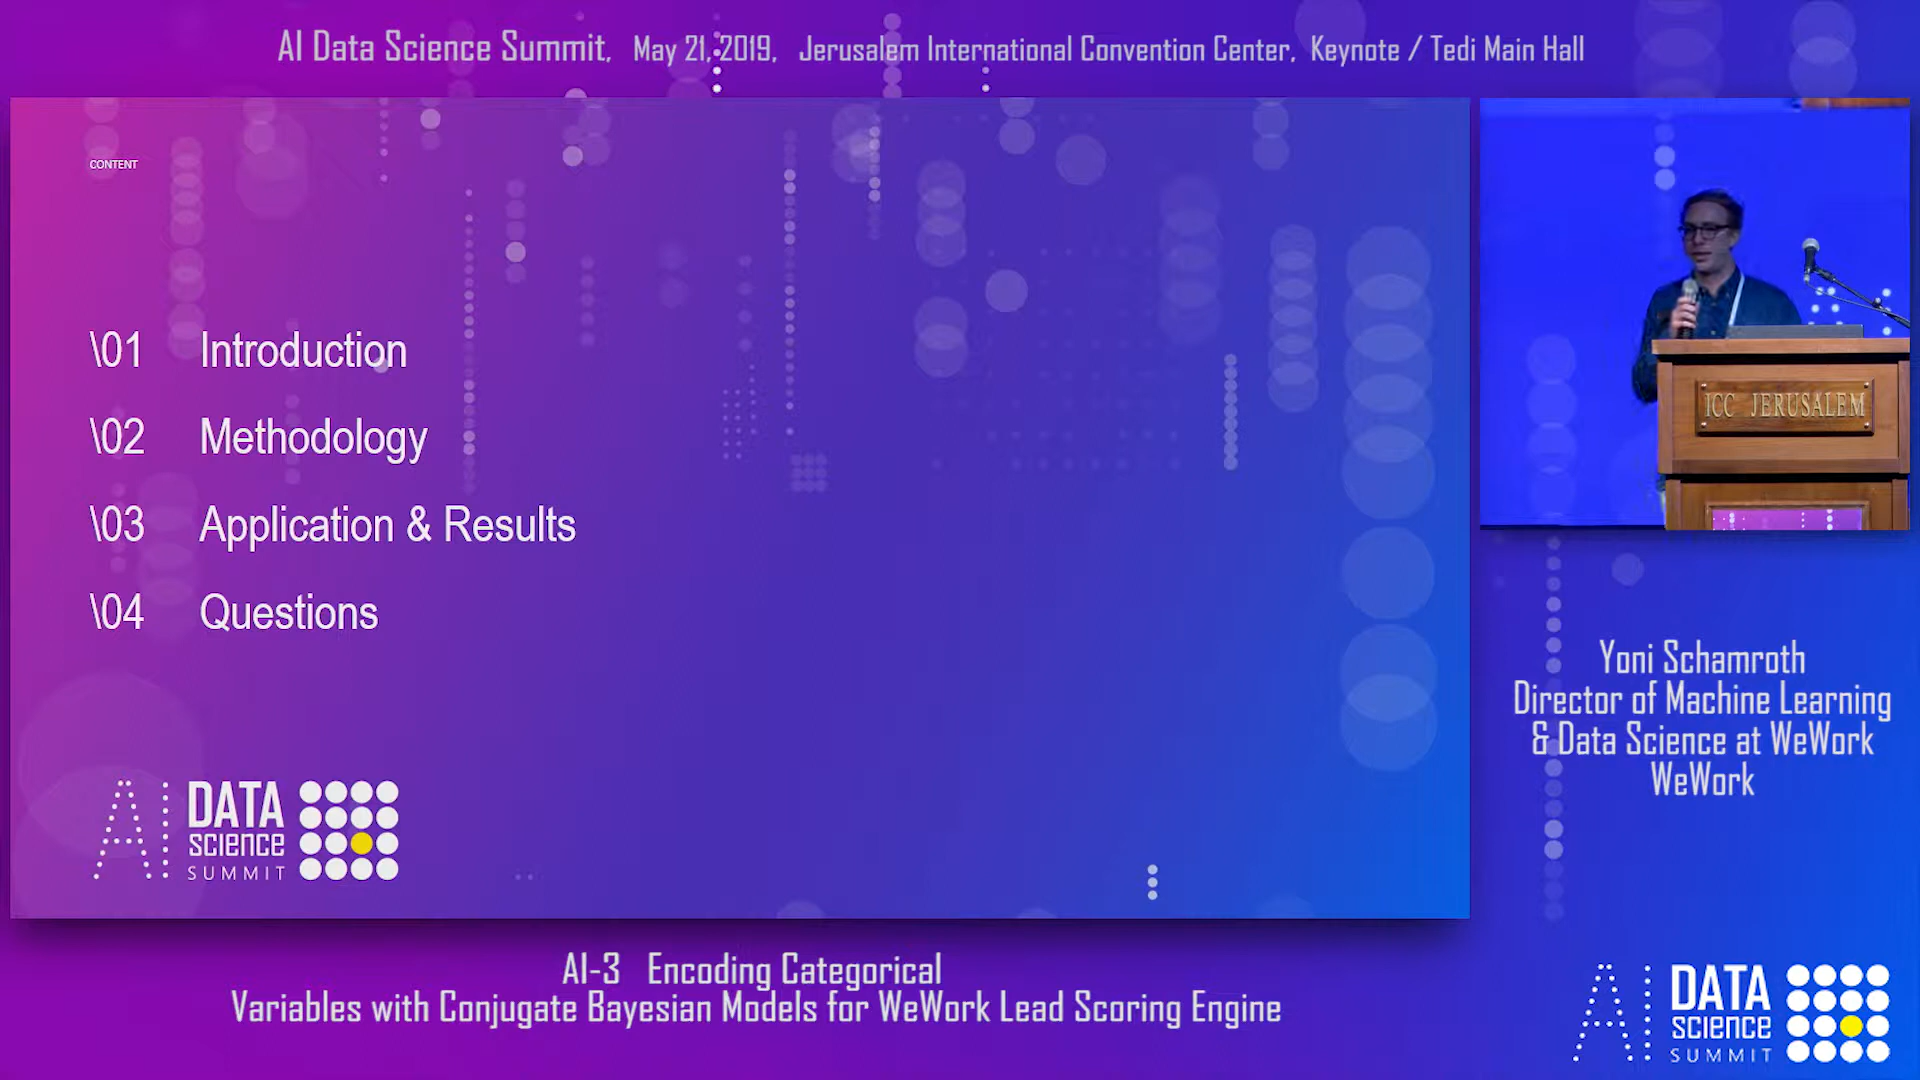 AI Data Science Summit, May 21, 2019, Jerusalem International Convention Center, Keynote / Tedi Main Hall
CONTENT
\01 Introduction
\02 Methodology
\03 Application & Results
\04 Questions
AI DATA
SCIENCE
SUMMIT
ICC JERUSALEM
Yoni Schamroth
Director of Machine Learning
& Data Science at WeWork
WeWork
AI-3 Encoding Categorical
Variables with Conjugate Bayesian Models for WeWork Lead Scoring Engine
AI DATA
SCIENCE
SUMMIT